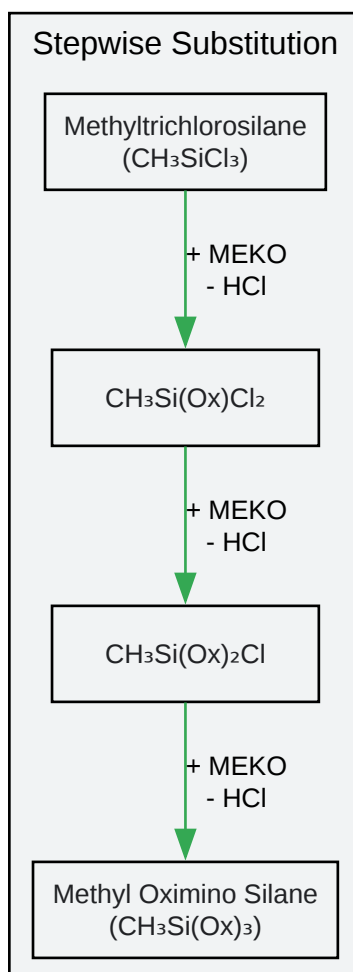 Stepwise Substitution
Methyltrichlorosilane
(CH₃SiCl₃)
+ MEKO
- HCl
CH₃Si(Ox)Cl₂
+ MEKO
- HCl
CH₃Si(Ox)₂Cl
+ MEKO
- HCl
Methyl Oximino Silane
(CH₃Si(Ox)₃)